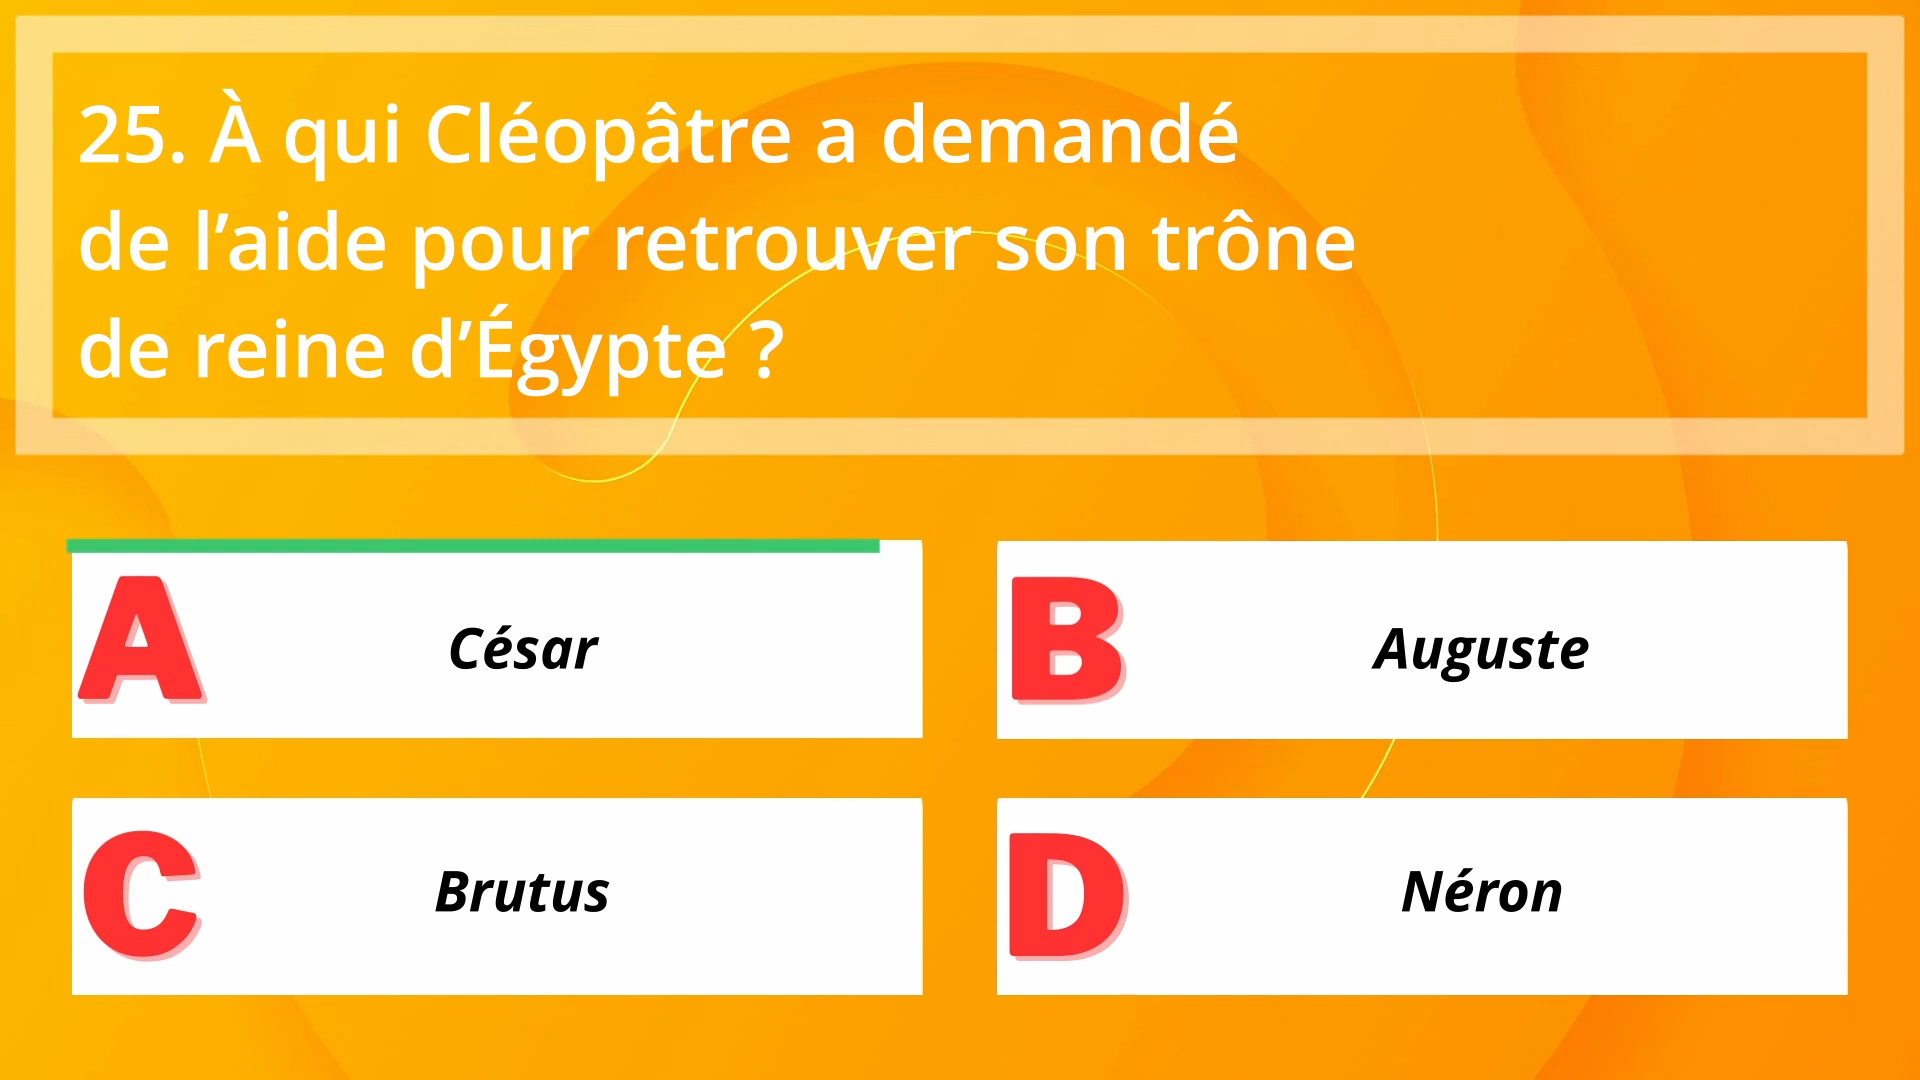 25. À qui Cléopâtre a demandé
de l’aide pour retrouver son trône
de reine d’Égypte ?
A César
B Auguste
C Brutus
D Néron